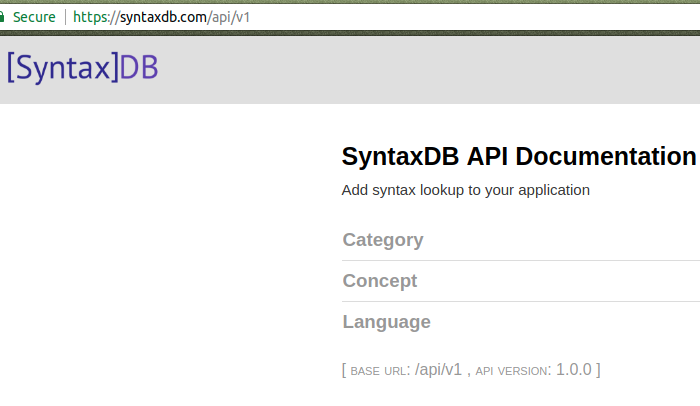 Secure https://syntaxdb.com/api/v1
[Syntax]DB
SyntaxDB API Documentation
Add syntax lookup to your application
Category
Concept
Language
[ BASE URL: /api/v1 , API VERSION: 1.0.0 ]